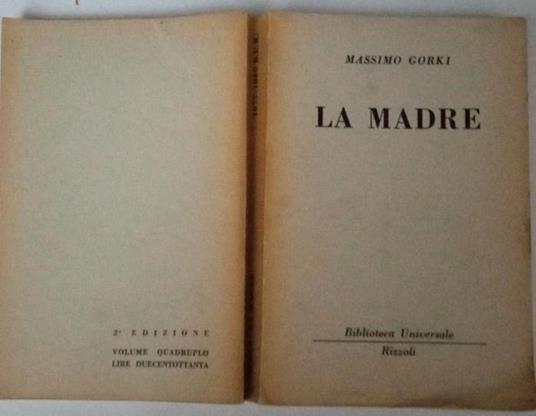 MASSIMO GORKI
LA MADRE
Biblioteca Universale
Rizzoli
2ª EDIZIONE
VOLUME QUADRUPLO
LIRE DUECENTOTTANTA